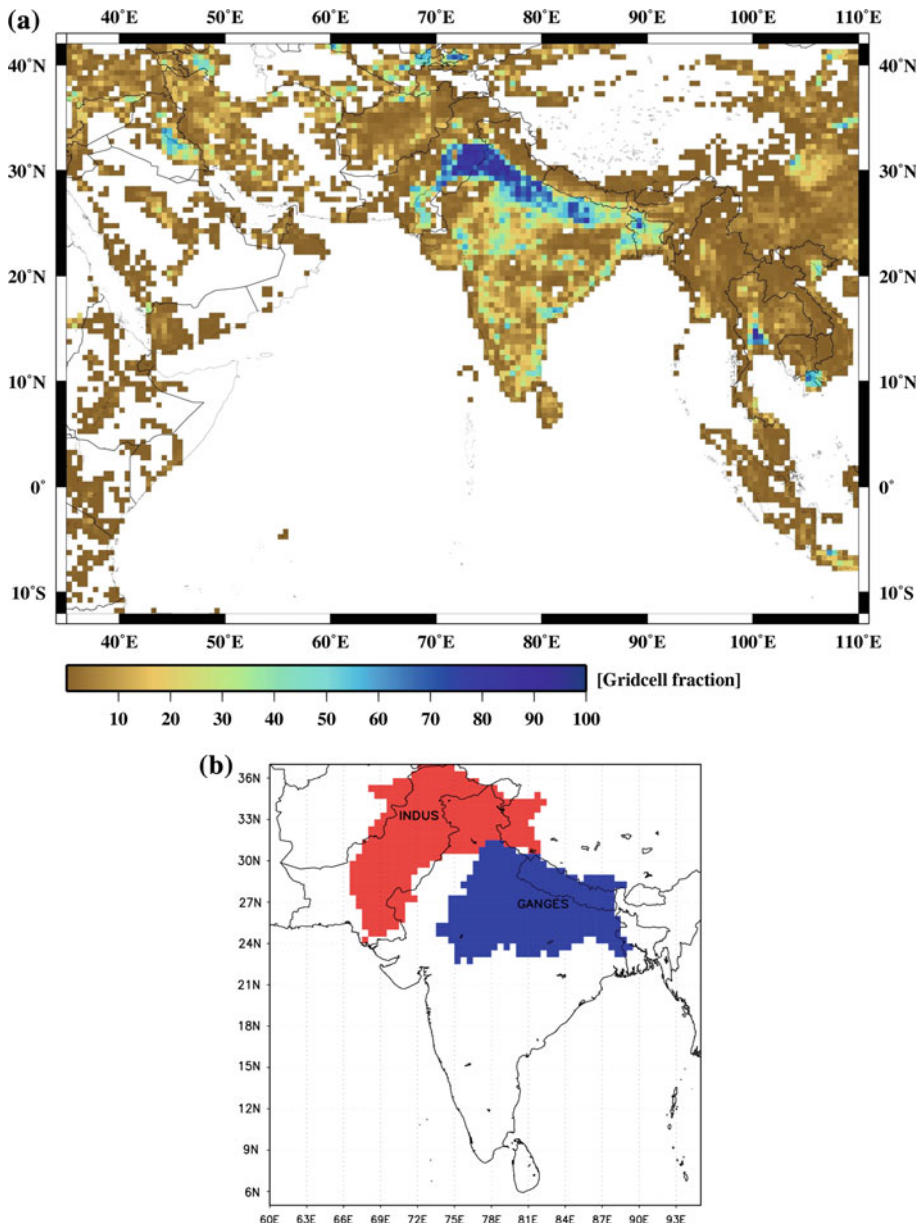 (a)
40°E 50°E 60°E 70°E 80°E 90°E 100°E 110°E
40°N 40°N
30°N 30°N
20°N 20°N
10°N 10°N
0° 0°
10°S 10°S
40°E 50°E 60°E 70°E 80°E 90°E 100°E 110°E
[Gridcell fraction]
10 20 30 40 50 60 70 80 90 100
(b)
36N
INDUS
33N
30N
27N
GANGES
24N
21N
18N
15N
12N
9N
6N
60E 63E 66E 69E 72E 75E 78E 81E 84E 87E 90E 93E